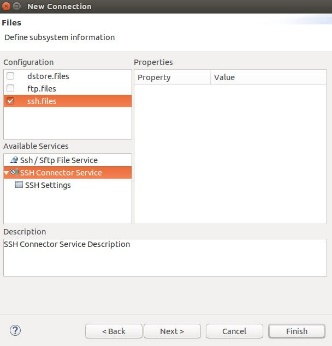 New Connection
Files
Define subsystem information
Configuration
Properties
dstore.files
ftp.files
ssh.files
Property Value
Available Services
Ssh / Sftp File Service
SSH Connector Service
SSH Settings
Description
SSH Connector Service Description
? < Back Next > Cancel Finish